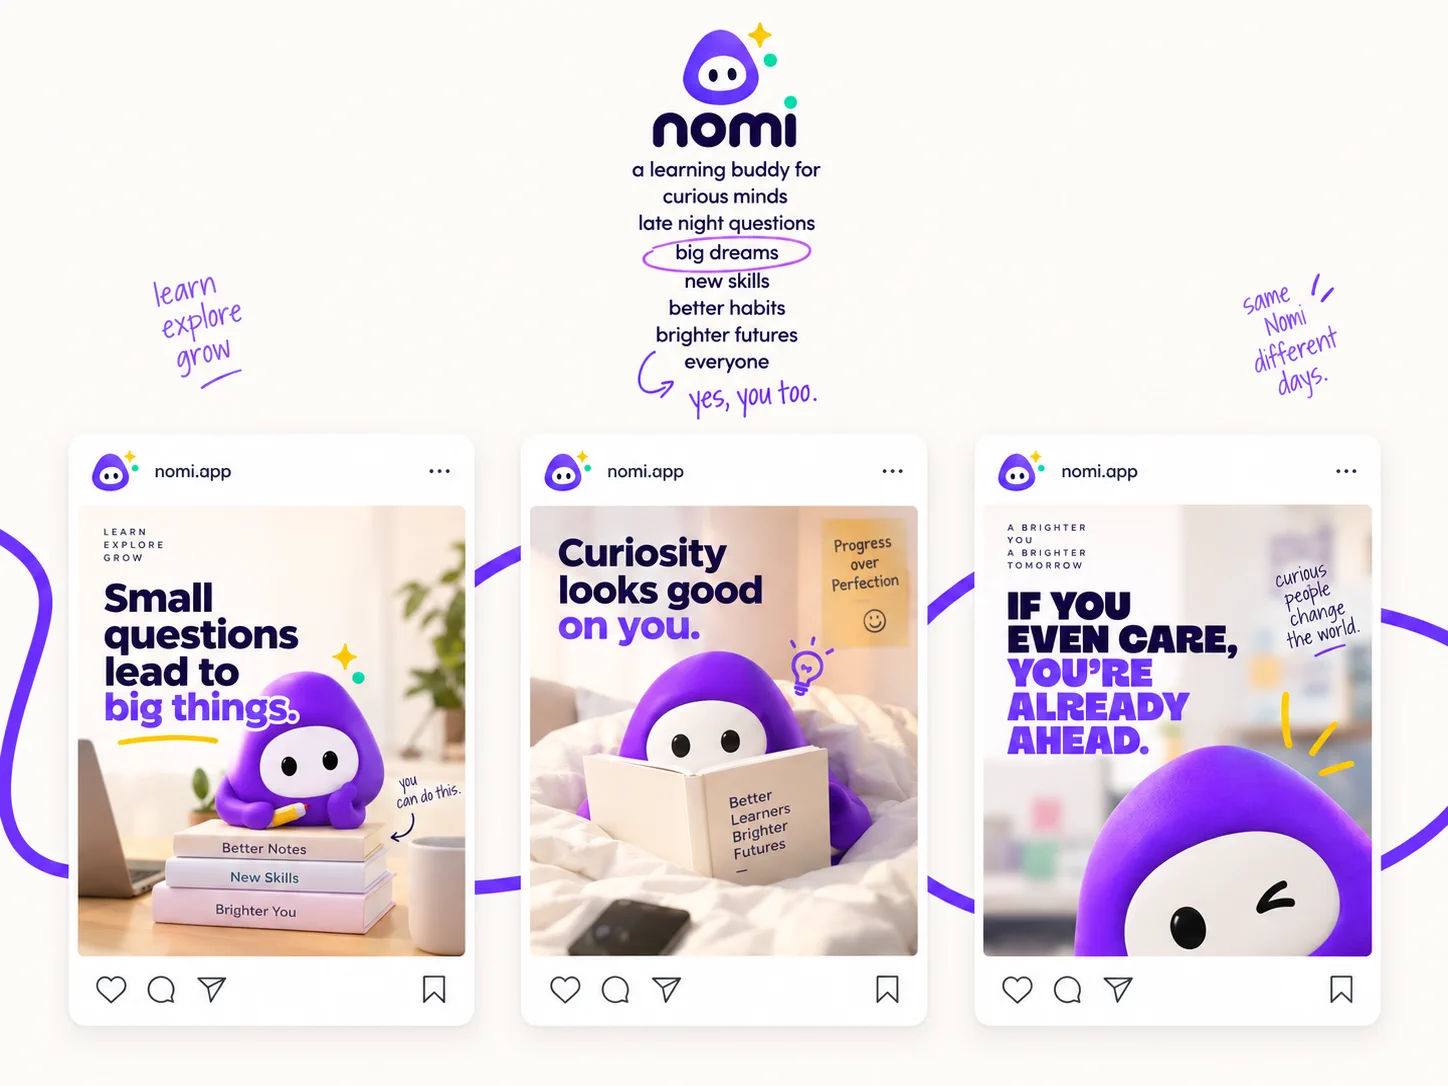 nomi
a learning buddy for
curious minds
late night questions
big dreams
new skills
better habits
brighter futures
everyone
yes, you too.
learn
explore
grow
same
Nomi
different
days.
nomi.app
LEARN
EXPLORE
GROW
Small
questions
lead to
big things.
you
can do this.
Better Notes
New Skills
Brighter You
nomi.app
Curiosity
looks good
on you.
Progress
over
Perfection
Better
Learners
Brighter
Futures
nomi.app
A BRIGHTER
YOU
A BRIGHTER
TOMORROW
IF YOU
EVEN CARE,
YOU'RE
ALREADY
AHEAD.
curious
people
change
the world.